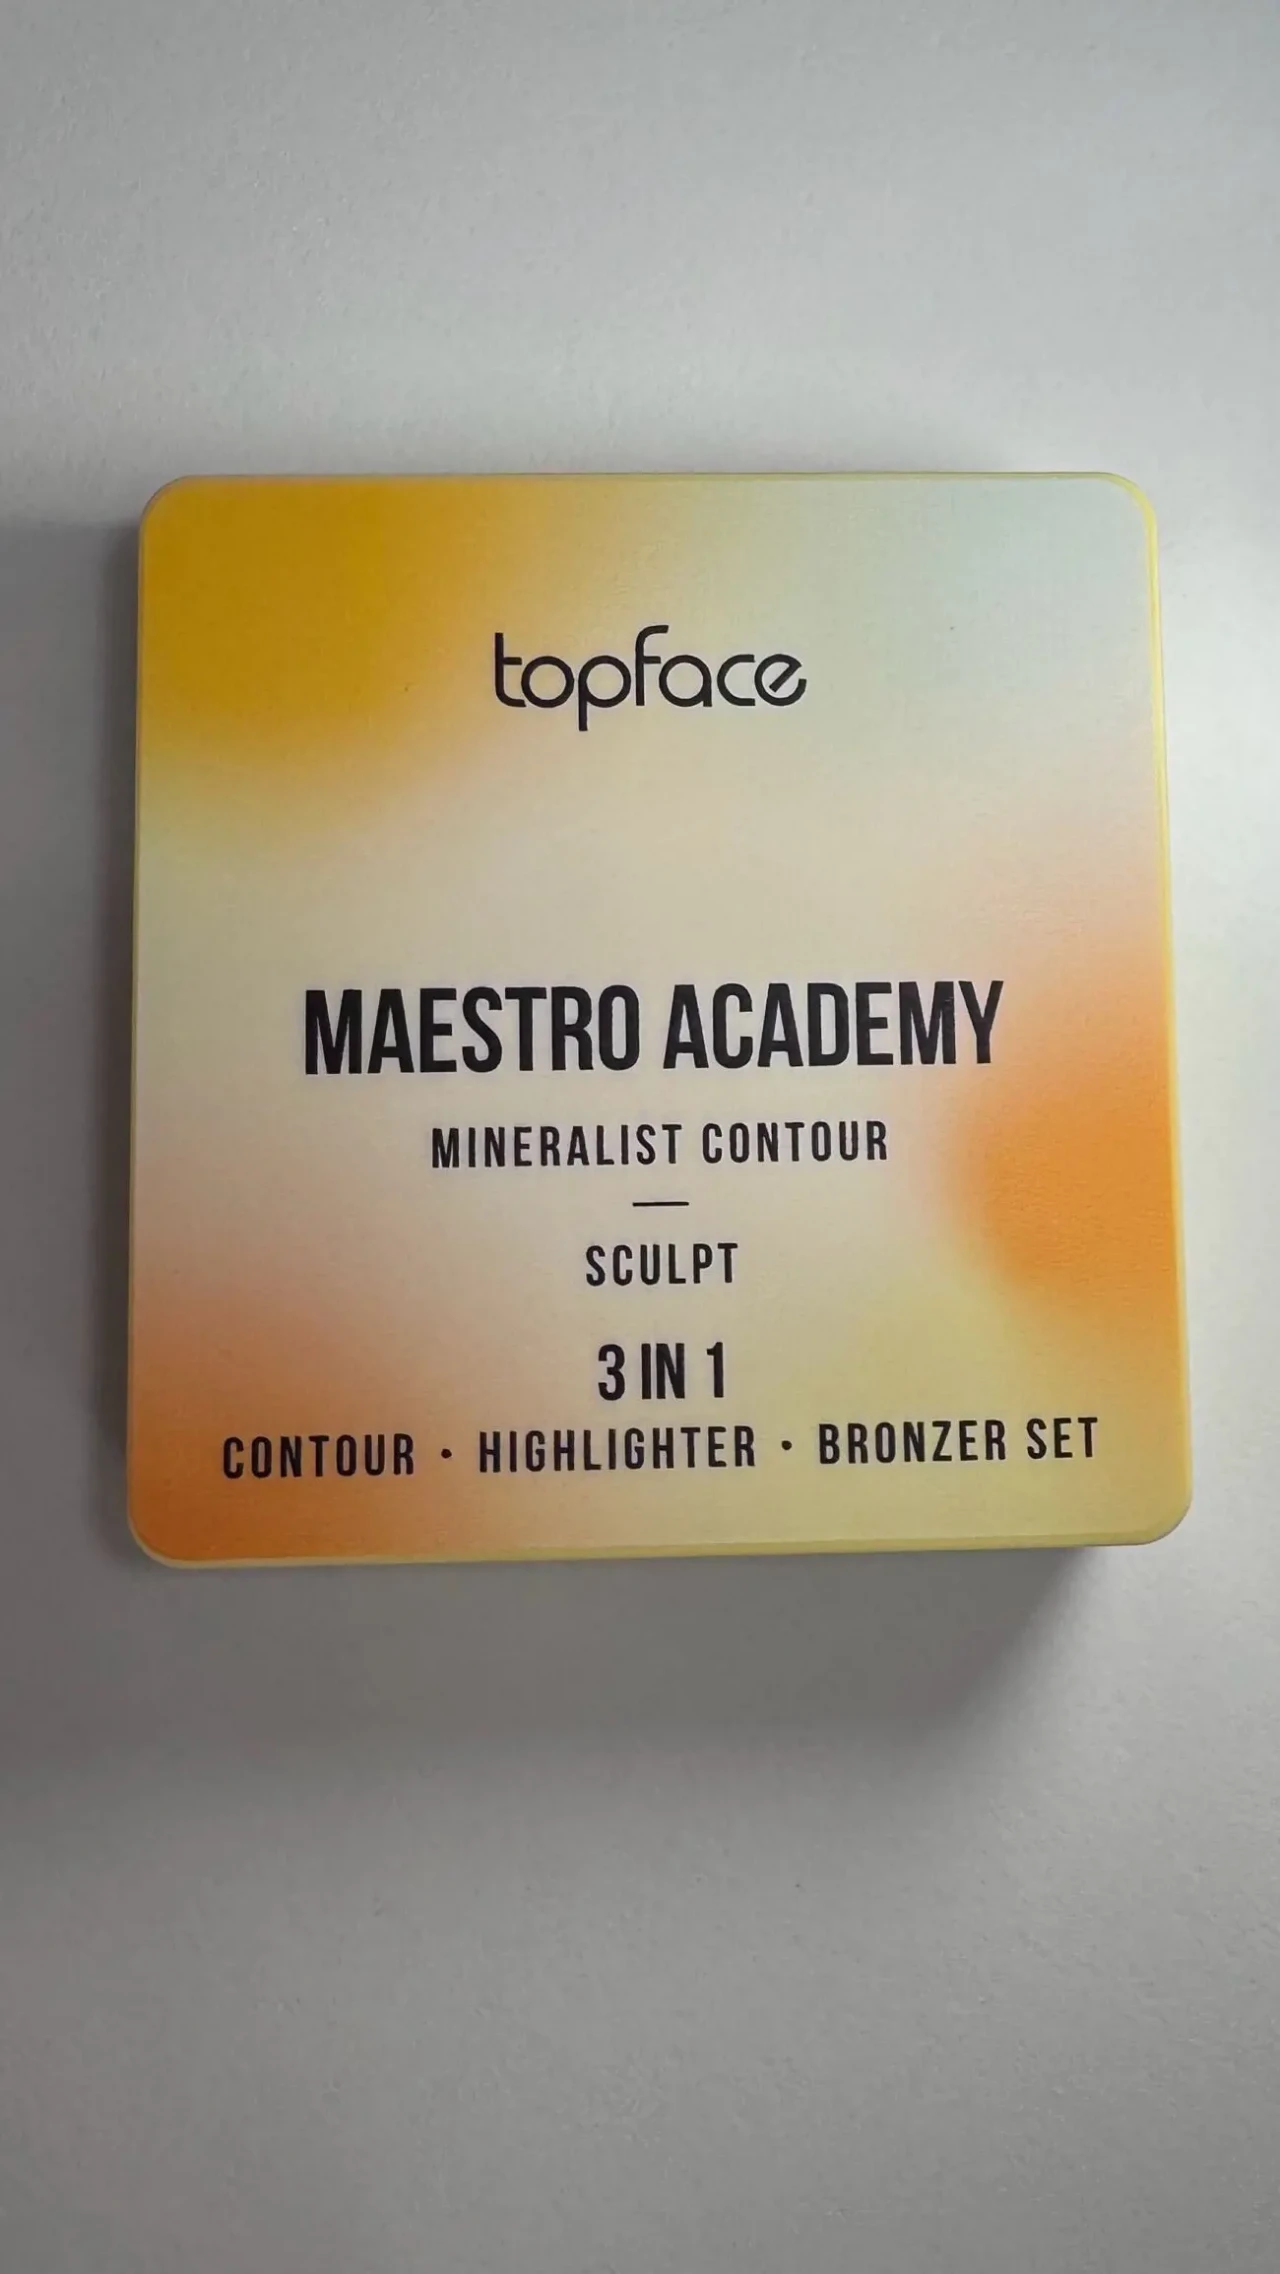 topface
MAESTRO ACADEMY
MINERALIST CONTOUR
—
SCULPT
3 IN 1
CONTOUR • HIGHLIGHTER • BRONZER SET